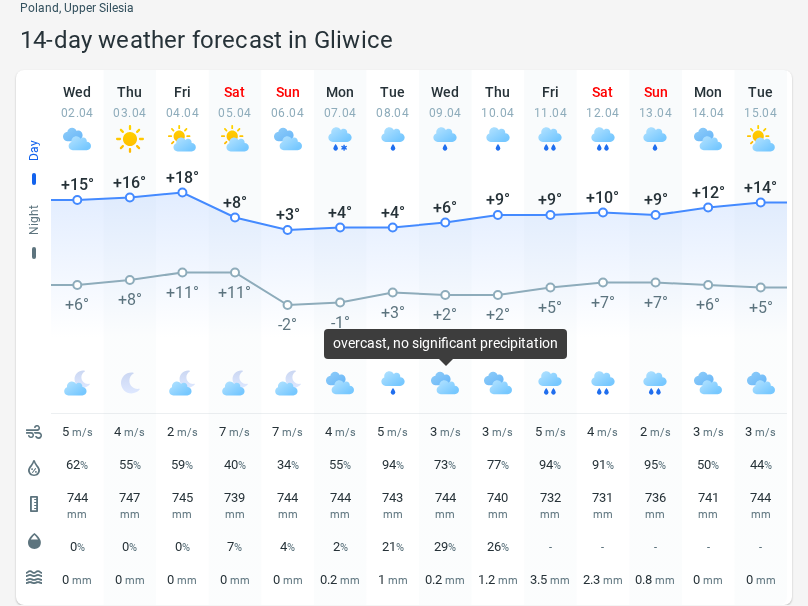 Poland, Upper Silesia
14-day weather forecast in Gliwice
Wed Thu Fri Sat Sun Mon Tue Wed Thu Fri Sat Sun Mon Tue
02.04 03.04 04.04 05.04 06.04 07.04 08.04 09.04 10.04 11.04 12.04 13.04 14.04 15.04
Day
+15° +16° +18° +8° +3° +4° +4° +6° +9° +9° +10° +9° +12° +14°
Night
+6° +8° +11° +11° -2° -1° +3° +2° +2° +5° +7° +7° +6° +5°
overcast, no significant precipitation
5 m/s 4 m/s 2 m/s 7 m/s 7 m/s 4 m/s 5 m/s 3 m/s 3 m/s 5 m/s 4 m/s 2 m/s 3 m/s 3 m/s
62% 55% 59% 40% 34% 55% 94% 73% 77% 94% 91% 95% 50% 44%
744 747 745 739 744 744 743 744 740 732 731 736 741 744
mm mm mm mm mm mm mm mm mm mm mm mm mm mm
0% 0% 0% 7% 4% 2% 21% 29% 26% - - - - -
0 mm 0 mm 0 mm 0 mm 0 mm 0.2 mm 1 mm 0.2 mm 1.2 mm 3.5 mm 2.3 mm 0.8 mm 0 mm 0 mm